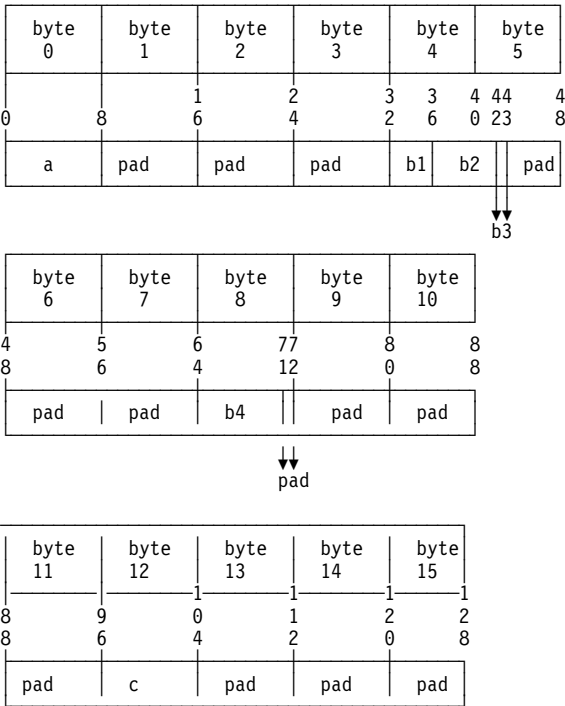 byte byte byte byte byte byte
0 1 2 3 4 5
1 2 3 3 4 44 4
0 8 6 4 2 6 0 23 8
a pad pad pad b1 b2 pad
b3
byte byte byte byte byte
6 7 8 9 10
4 5 6 77 8 8
8 6 4 12 0 8
pad pad b4 pad pad
pad
byte byte byte byte byte
11 12 13 14 15
1 1 1 1
8 9 0 1 2 2
8 6 4 2 0 8
pad c pad pad pad